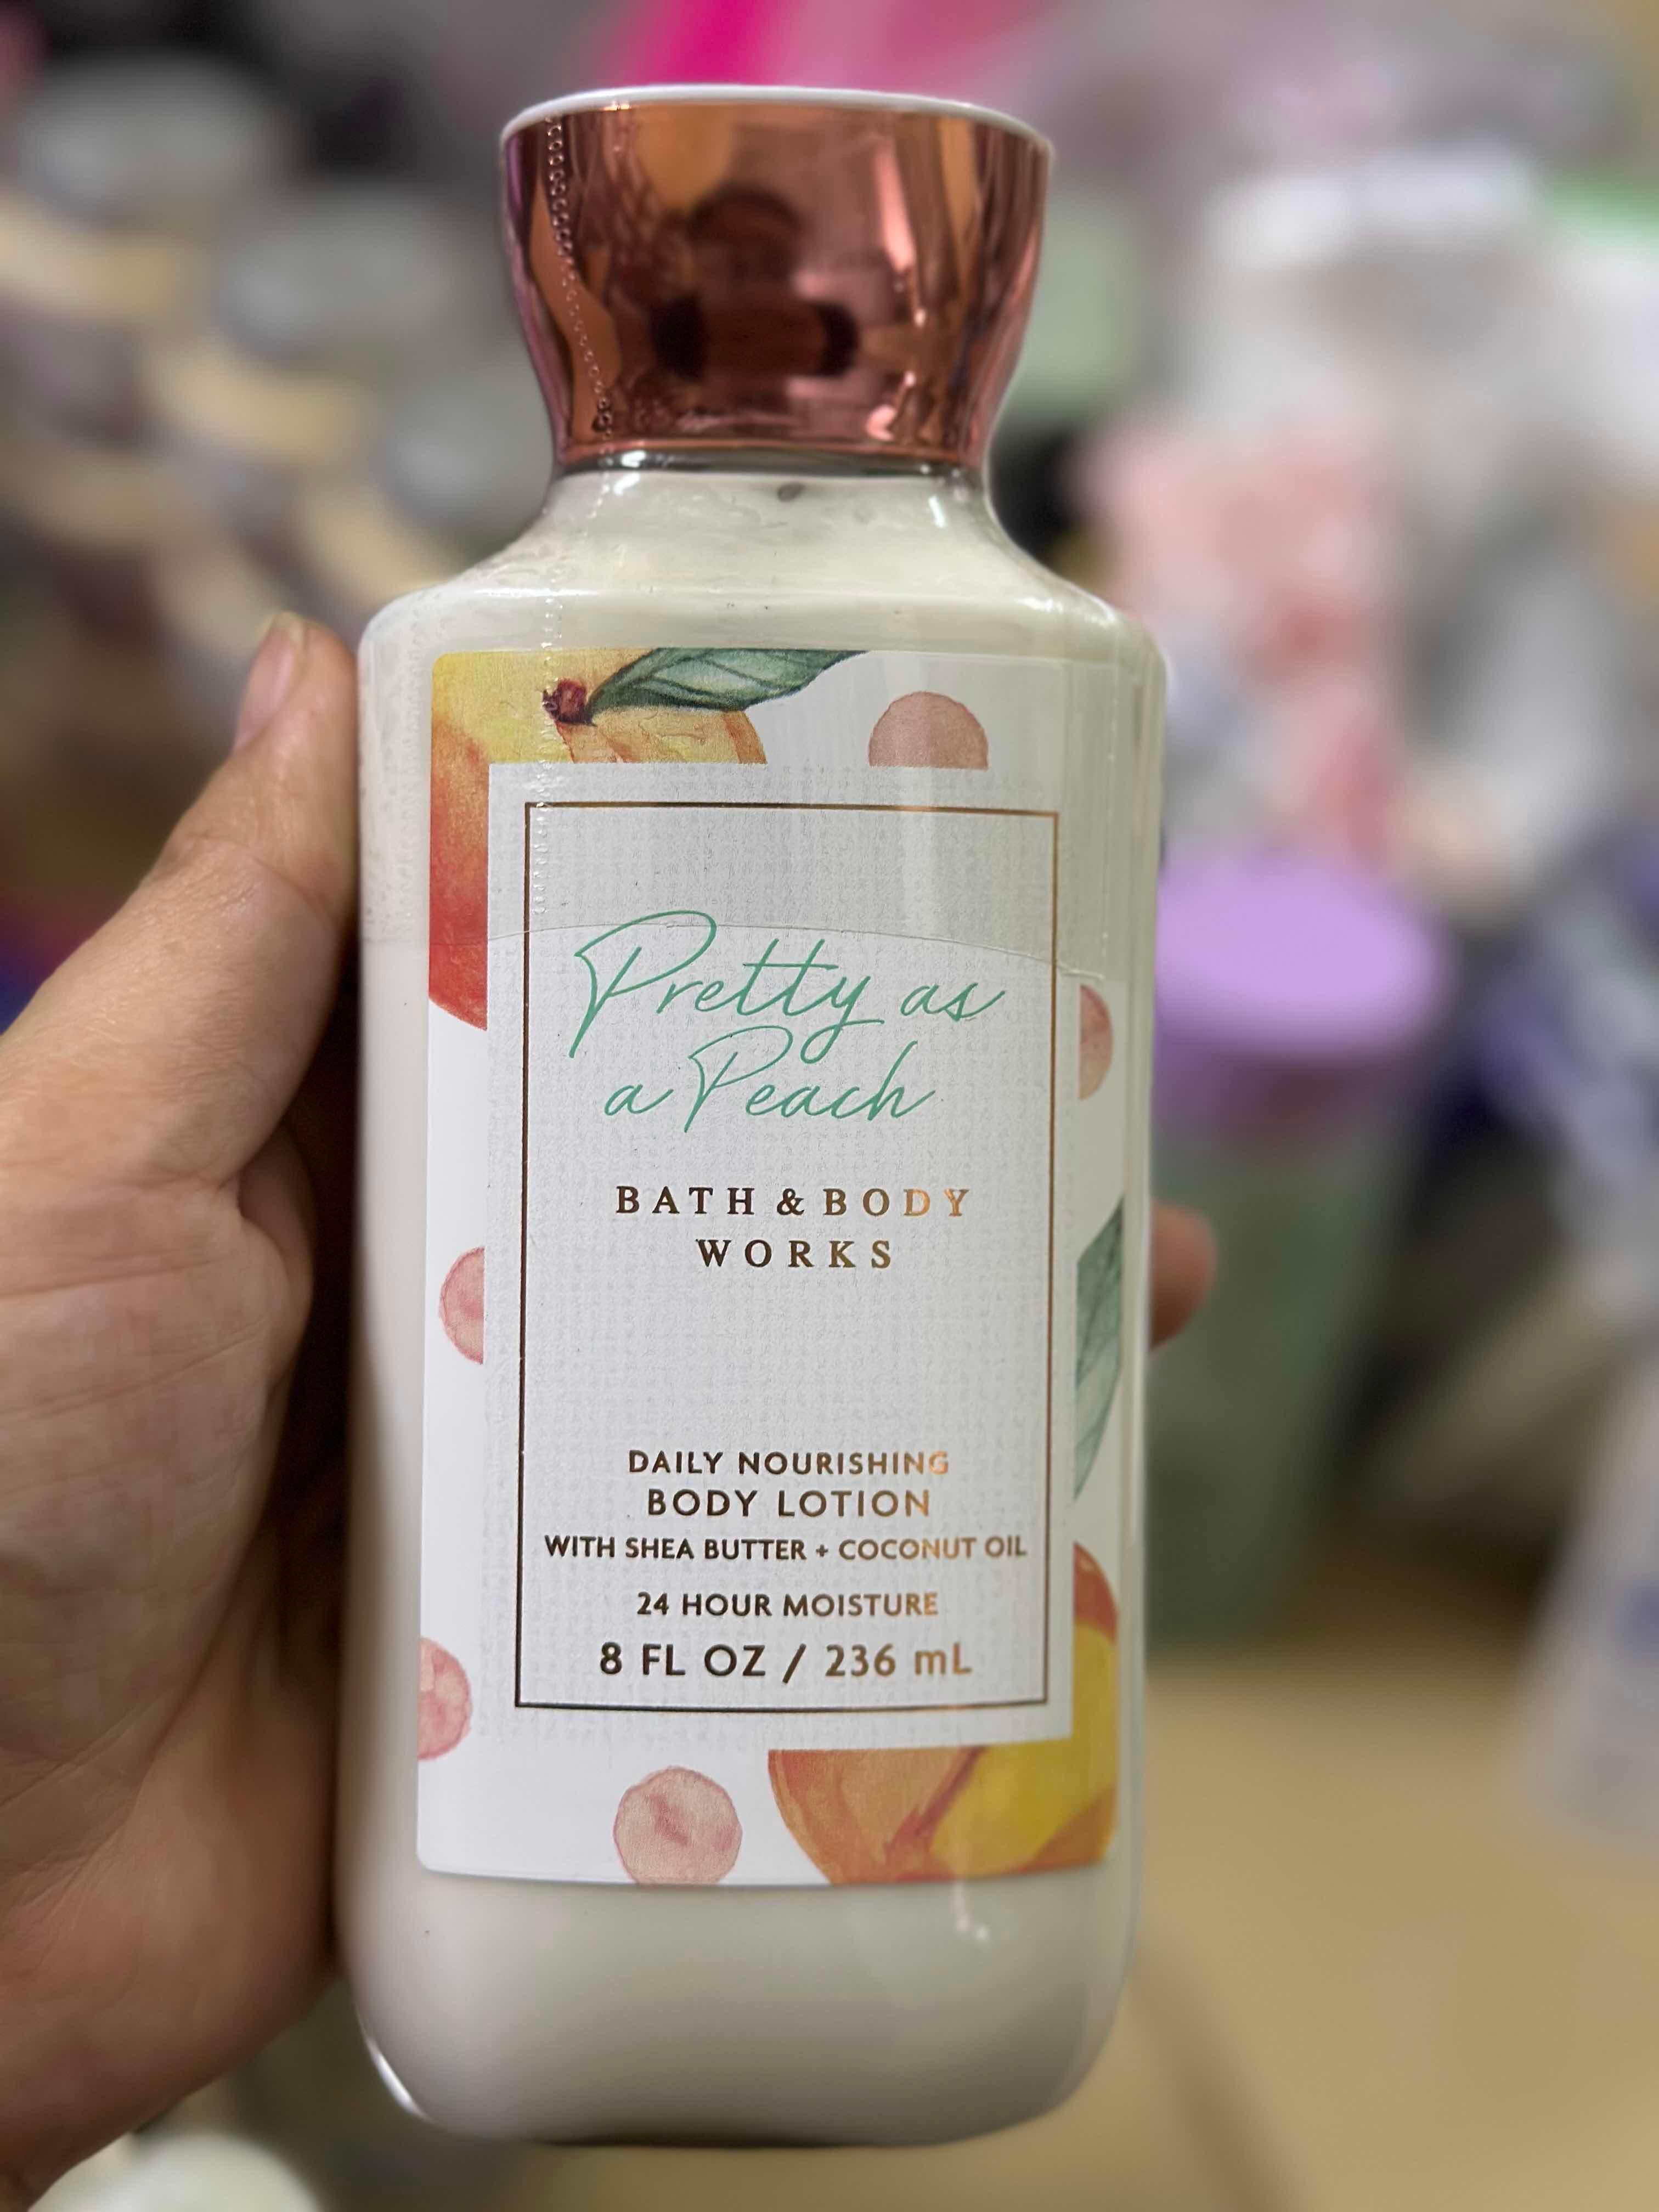 Pretty as
a Peach
BATH & BODY
WORKS
DAILY NOURISHING
BODY LOTION
WITH SHEA BUTTER + COCONUT OIL
24 HOUR MOISTURE
8 FL OZ / 236 mL